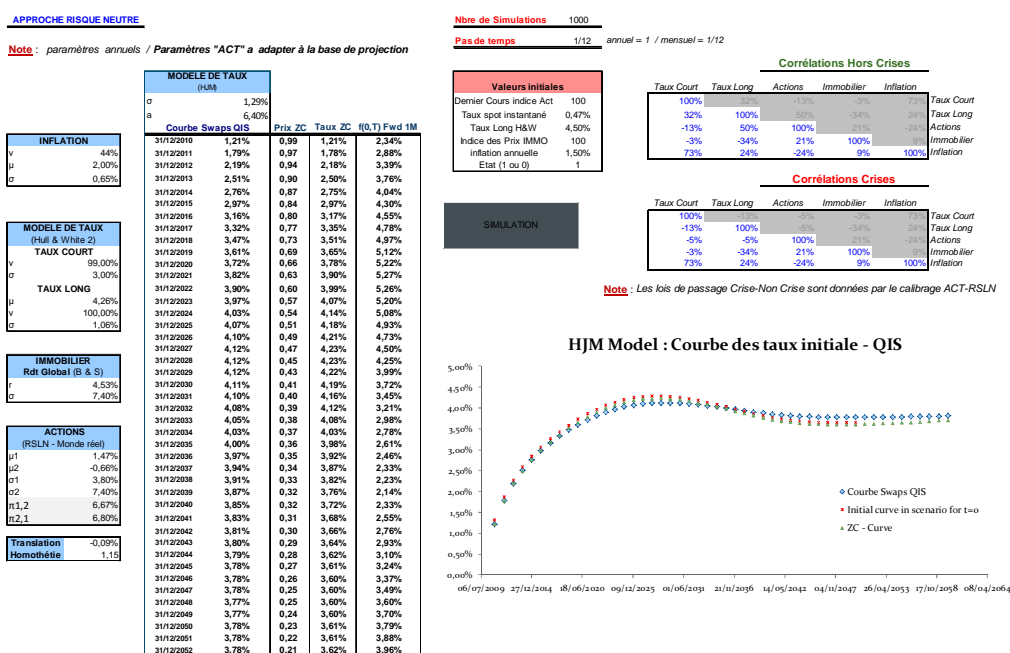 APPROCHE RISQUE NEUTRE
Note : paramètres annuels / Paramètres "ACT" a adapter à la base de projection
Nbre de Simulations 1000
Pas de temps 1/12 annuel = 1 / mensuel = 1/12
MODELE DE TAUX
(HJM)
σ 1,29%
a 6,40%
Courbe Swaps QIS Prix ZC Taux ZC f(0,T) Fwd 1M
31/12/2010 1,21% 0,99 1,21% 2,34%
31/12/2011 1,79% 0,97 1,78% 2,88%
31/12/2012 2,19% 0,94 2,18% 3,39%
31/12/2013 2,51% 0,90 2,50% 3,76%
31/12/2014 2,76% 0,87 2,75% 4,04%
31/12/2015 2,97% 0,84 2,97% 4,30%
31/12/2016 3,16% 0,80 3,17% 4,55%
31/12/2017 3,32% 0,77 3,35% 4,78%
31/12/2018 3,47% 0,73 3,51% 4,97%
31/12/2019 3,61% 0,69 3,65% 5,12%
31/12/2020 3,72% 0,66 3,78% 5,22%
31/12/2021 3,82% 0,63 3,90% 5,27%
31/12/2022 3,90% 0,60 3,99% 5,26%
31/12/2023 3,97% 0,57 4,07% 5,20%
31/12/2024 4,03% 0,54 4,14% 5,08%
31/12/2025 4,07% 0,51 4,18% 4,93%
31/12/2026 4,10% 0,49 4,21% 4,73%
31/12/2027 4,12% 0,47 4,23% 4,50%
31/12/2028 4,12% 0,45 4,23% 4,25%
31/12/2029 4,12% 0,43 4,22% 3,99%
31/12/2030 4,11% 0,41 4,19% 3,72%
31/12/2031 4,10% 0,40 4,16% 3,45%
31/12/2032 4,08% 0,39 4,12% 3,21%
31/12/2033 4,05% 0,38 4,08% 2,98%
31/12/2034 4,03% 0,37 4,03% 2,78%
31/12/2035 4,00% 0,36 3,98% 2,61%
31/12/2036 3,97% 0,35 3,92% 2,46%
31/12/2037 3,94% 0,34 3,87% 2,33%
31/12/2038 3,91% 0,33 3,82% 2,23%
31/12/2039 3,87% 0,32 3,76% 2,14%
31/12/2040 3,85% 0,32 3,72% 2,33%
31/12/2041 3,83% 0,31 3,68% 2,55%
31/12/2042 3,81% 0,30 3,66% 2,76%
31/12/2043 3,80% 0,29 3,64% 2,93%
31/12/2044 3,79% 0,28 3,62% 3,10%
31/12/2045 3,78% 0,27 3,61% 3,24%
31/12/2046 3,78% 0,26 3,60% 3,37%
31/12/2047 3,78% 0,25 3,60% 3,49%
31/12/2048 3,77% 0,25 3,60% 3,60%
31/12/2049 3,77% 0,24 3,60% 3,70%
31/12/2050 3,78% 0,23 3,61% 3,79%
31/12/2051 3,78% 0,22 3,61% 3,88%
31/12/2052 3,78% 0,21 3,62% 3,96%
INFLATION
ν 44%
μ 2,00%
σ 0,65%
MODELE DE TAUX
(Hull & White 2)
TAUX COURT
ν 99,00%
σ 3,00%
TAUX LONG
μ 4,26%
ν 100,00%
σ 1,06%
IMMOBILIER
Rdt Global (B & S)
r 4,53%
σ 7,40%
ACTIONS
(RSLN - Monde réel)
μ1 1,47%
μ2 -0,66%
σ1 3,80%
σ2 7,40%
π1,2 6,67%
π2,1 6,80%
Translation -0,09%
Homothétie 1,15
Valeurs initiales
Dernier Cours indice Act 100
Taux spot instantané 0,47%
Taux Long H&W 4,50%
Indice des Prix IMMO 100
inflation annuelle 1,50%
Etat (1 ou 0) 1
SIMULATION
Corrélations Hors Crises
Taux Court Taux Long Actions Immobilier Inflation
100% 32% -13% -3% 73% Taux Court
32% 100% 50% -34% 24% Taux Long
-13% 50% 100% 21% -24% Actions
-3% -34% 21% 100% 9% Immobilier
73% 24% -24% 9% 100% Inflation
Corrélations Crises
Taux Court Taux Long Actions Immobilier Inflation
100% -13% -5% -3% 73% Taux Court
-13% 100% -5% -34% 24% Taux Long
-5% -5% 100% 21% -24% Actions
-3% -34% 21% 100% 9% Immobilier
73% 24% -24% 9% 100% Inflation
Note : Les lois de passage Crise-Non Crise sont données par le calibrage ACT-RSLN
HJM Model : Courbe des taux initiale - QIS
5,00%
4,50%
4,00%
3,50%
3,00%
2,50%
2,00%
1,50%
1,00%
0,50%
0,00%
Courbe Swaps QIS
Initial curve in scenario for t=0
ZC - Curve
06/07/2009 27/12/2014 18/06/2020 09/12/2025 01/06/2031 21/11/2036 14/05/2042 04/11/2047 26/04/2053 17/10/2058 08/04/2064